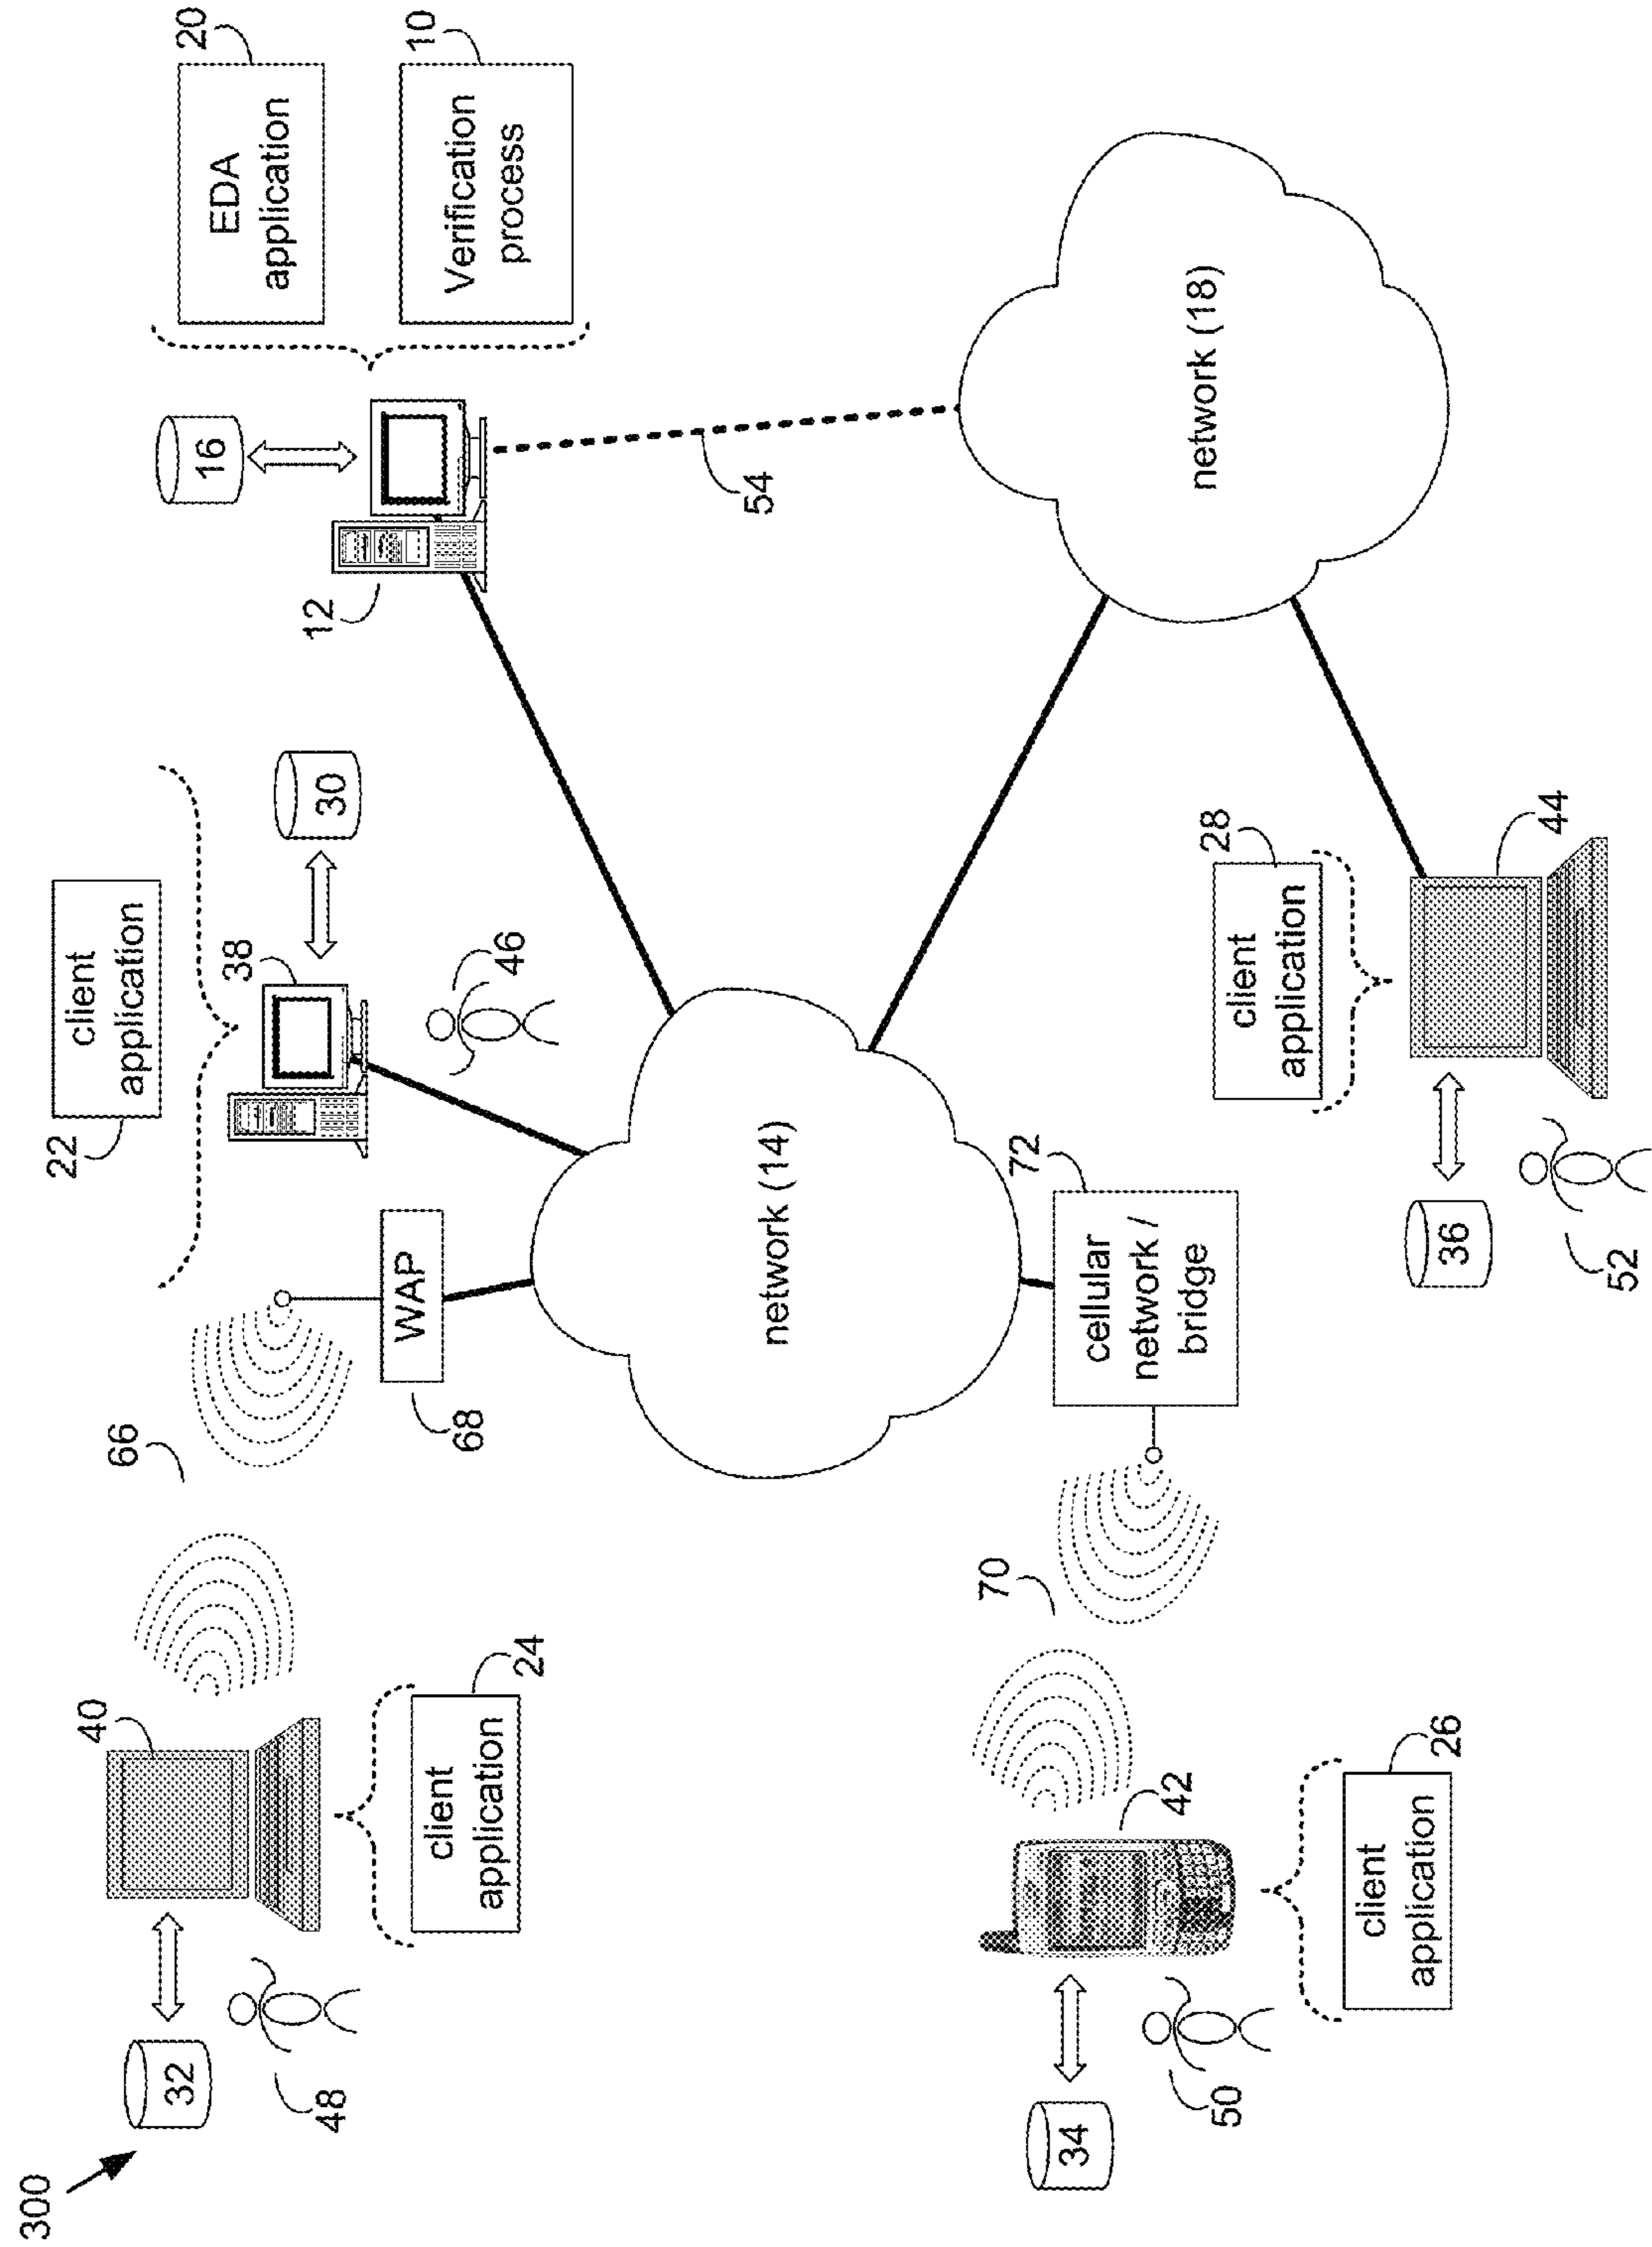 300
32
48
40
client
application
24
66
WAP
68
client
application
22
38
30
46
16
12
EDA
application
20
Verification
process
10
54
network (14)
network (18)
34
50
42
client
application
26
70
cellular
network /
bridge
72
client
application
28
36
52
44